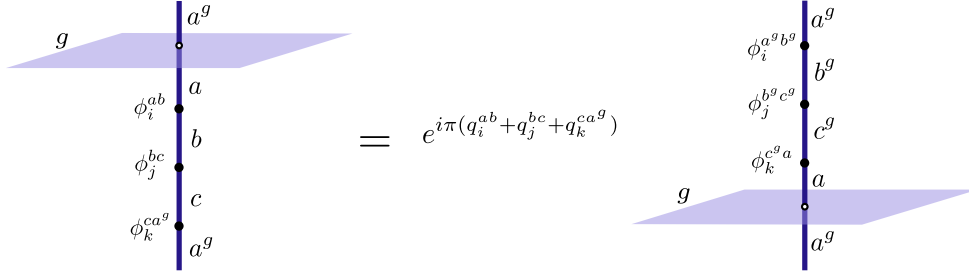 a^g
g
a
ϕ_i^{ab}
b
ϕ_j^{bc}
c
ϕ_k^{ca^g}
a^g
=
e^{iπ(q_i^{ab}+q_j^{bc}+q_k^{ca^g})}
a^g
ϕ_i^{a^g b^g}
b^g
ϕ_j^{b^g c^g}
c^g
ϕ_k^{c^g a}
a
g
a^g